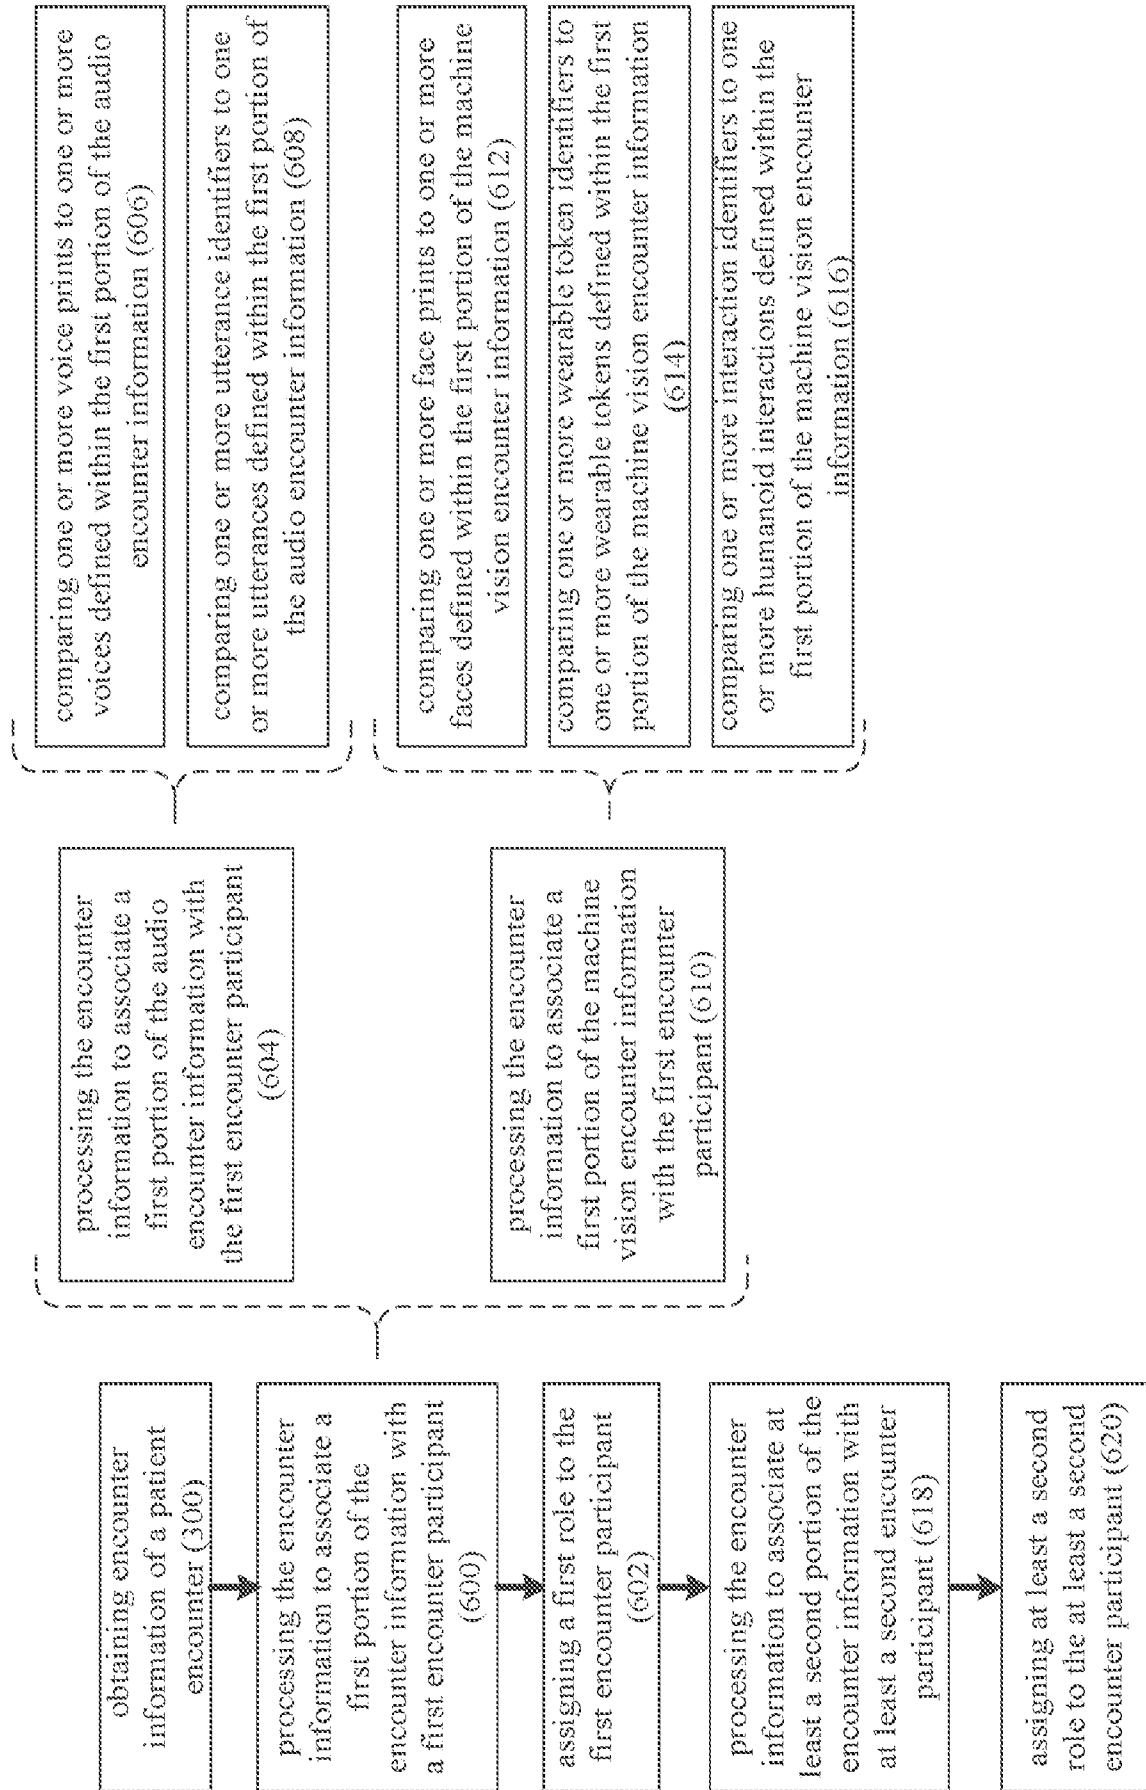 obtaining encounter
information of a patient
encounter (300)
processing the encounter
information to associate a
first portion of the
encounter information with
a first encounter participant
(600)
assigning a first role to the
first encounter participant
(602)
processing the encounter
information to associate at
least a second portion of the
encounter information with
at least a second encounter
participant (618)
assigning at least a second
role to the at least a second
encounter participant (620)
processing the encounter
information to associate a
first portion of the audio
encounter information with
the first encounter participant
(604)
processing the encounter
information to associate a
first portion of the machine
vision encounter information
with the first encounter
participant (610)
comparing one or more voice prints to one or more
voices defined within the first portion of the audio
encounter information (606)
comparing one or more utterance identifiers to one
or more utterances defined within the first portion of
the audio encounter information (608)
comparing one or more face prints to one or more
faces defined within the first portion of the machine
vision encounter information (612)
comparing one or more wearable token identifiers to
one or more wearable tokens defined within the first
portion of the machine vision encounter information
(614)
comparing one or more interaction identifiers to one
or more humanoid interactions defined within the
first portion of the machine vision encounter
information (616)